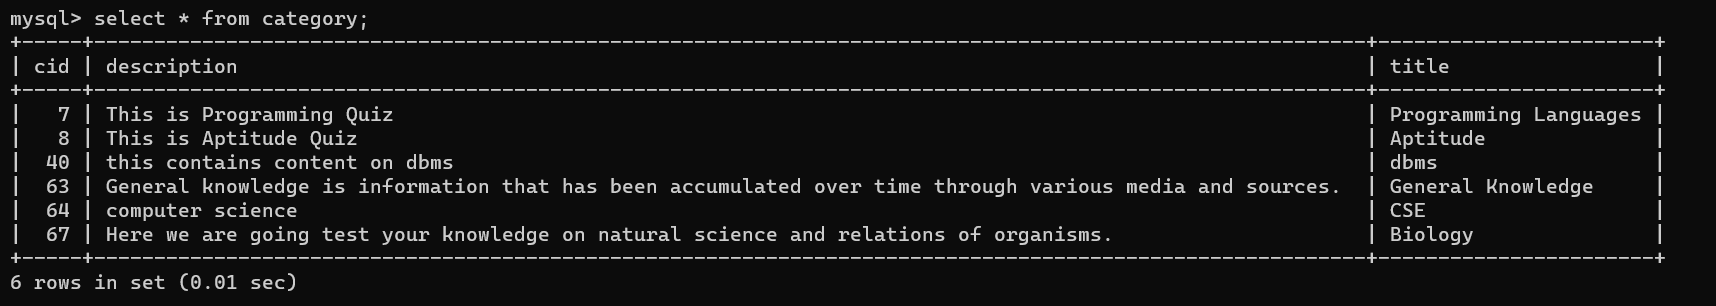 mysql> select * from category;
+-----+----------------------------------------------------------------------------------------------------------+-----------------------+
| cid | description                                                                                              | title                 |
+-----+----------------------------------------------------------------------------------------------------------+-----------------------+
|   7 | This is Programming Quiz                                                                                 | Programming Languages |
|   8 | This is Aptitude Quiz                                                                                    | Aptitude              |
|  40 | this contains content on dbms                                                                            | dbms                  |
|  63 | General knowledge is information that has been accumulated over time through various media and sources.  | General Knowledge     |
|  64 | computer science                                                                                         | CSE                   |
|  67 | Here we are going test your knowledge on natural science and relations of organisms.                     | Biology               |
+-----+----------------------------------------------------------------------------------------------------------+-----------------------+
6 rows in set (0.01 sec)